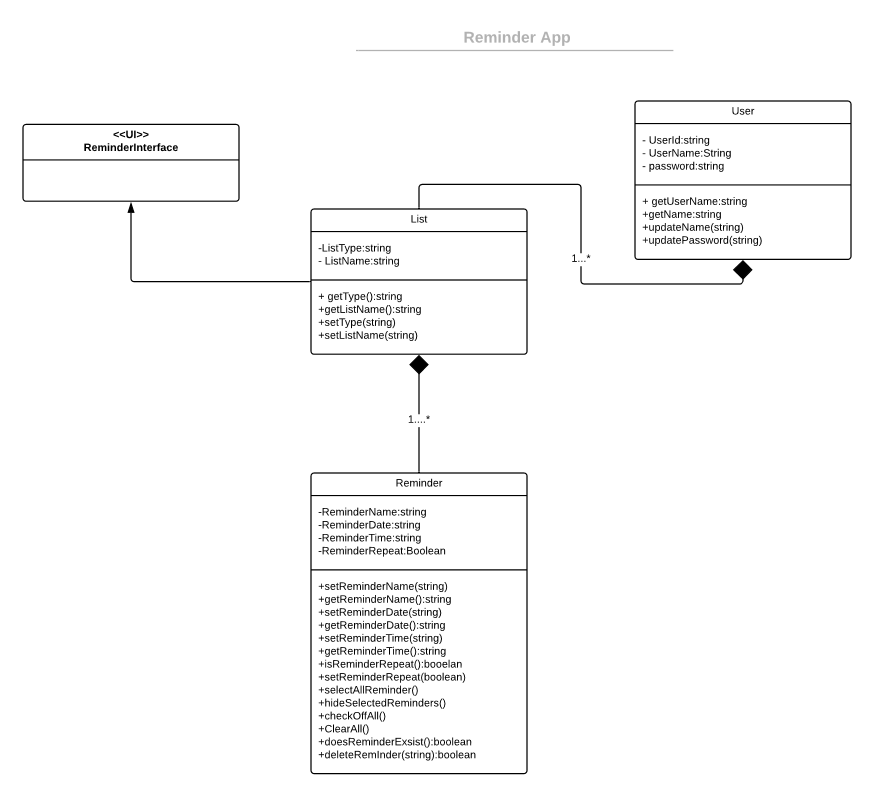 Reminder App
<<UI>>
ReminderInterface
User
- UserId:string
- UserName:String
- password:string
+ getUserName:string
+getName:string
+updateName(string)
+updatePassword(string)
1...*
List
-ListType:string
- ListName:string
+ getType():string
+getListName():string
+setType(string)
+setListName(string)
1....*
Reminder
-ReminderName:string
-ReminderDate:string
-ReminderTime:string
-ReminderRepeat:Boolean
+setReminderName(string)
+getReminderName():string
+setReminderDate(string)
+getReminderDate():string
+setReminderTime(string)
+getReminderTime():string
+isReminderRepeat():booelan
+setReminderRepeat(boolean)
+selectAllReminder()
+hideSelectedReminders()
+checkOffAll()
+ClearAll()
+doesReminderExsist():boolean
+deleteRemInder(string):boolean